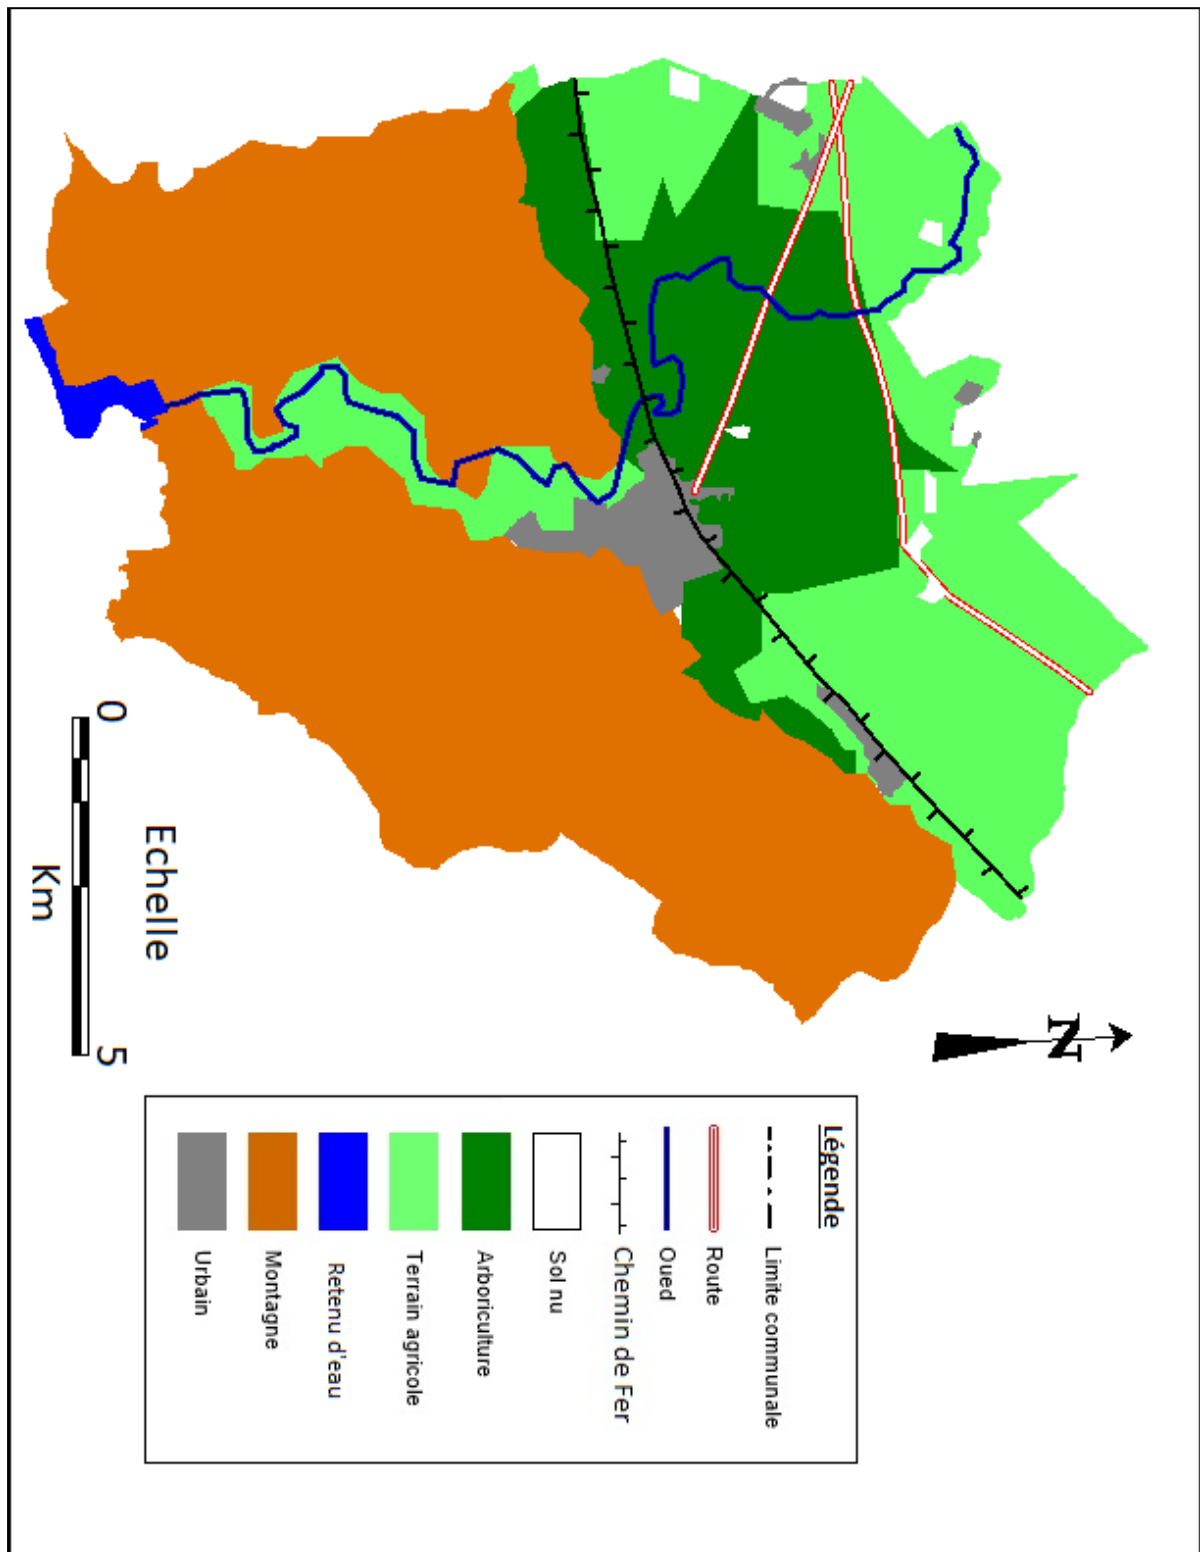 N
0
5
Echelle
Km
Légende
Limite communale
Route
Oued
Chemin de Fer
Sol nu
Arboriculture
Terrain agricole
Retenu d'eau
Montagne
Urbain